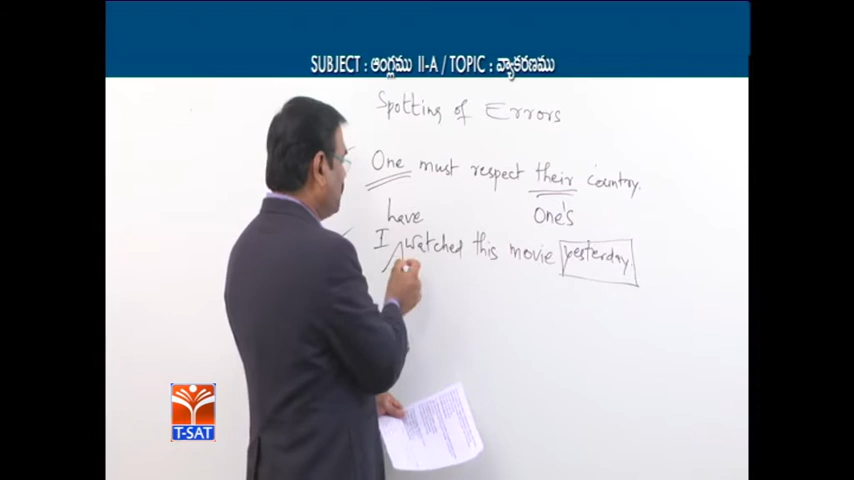 SUBJECT : ఆంగ్లము II-A / TOPIC : వ్యాకరణము
Spotting of Errors
One must respect their country.
One's
have
I watched this movie yesterday.
T-SAT